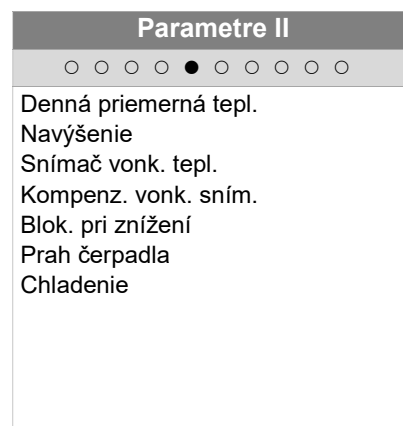 Parametre II
Denná priemerná tepl.
Navýšenie
Snímač vonk. tepl.
Kompenz. vonk. sním.
Blok. pri znížení
Prah čerpadla
Chladenie